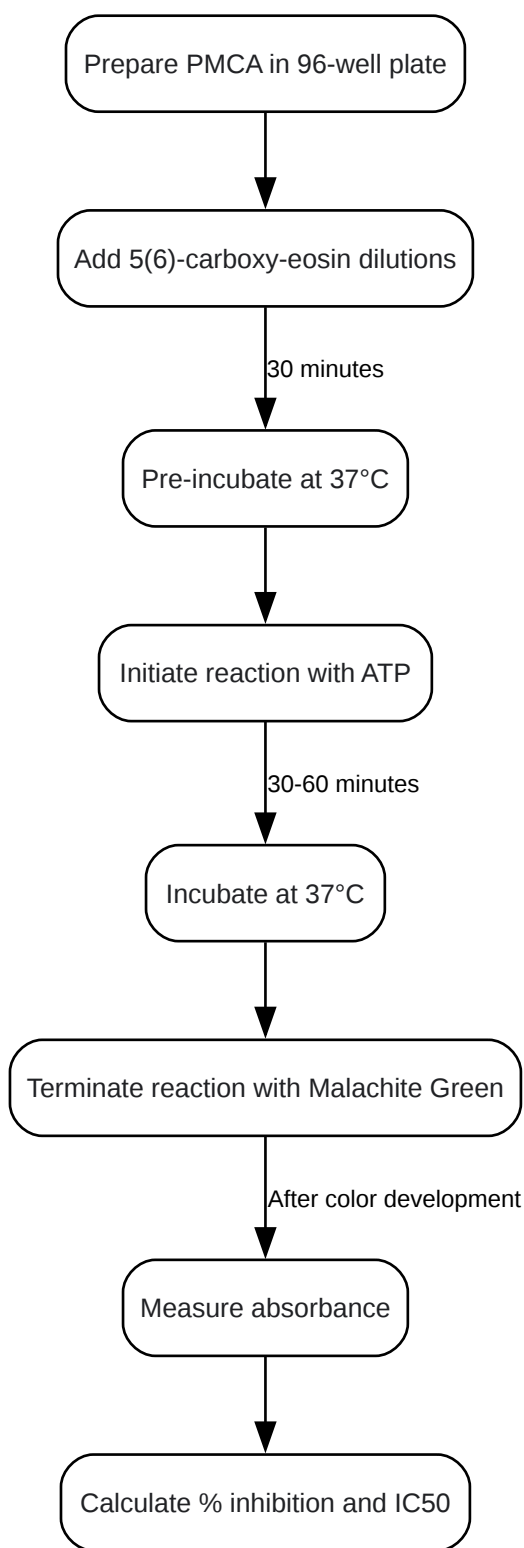 Prepare PMCA in 96-well plate
Add 5(6)-carboxy-eosin dilutions
30 minutes
Pre-incubate at 37°C
Initiate reaction with ATP
30-60 minutes
Incubate at 37°C
Terminate reaction with Malachite Green
After color development
Measure absorbance
Calculate % inhibition and IC50